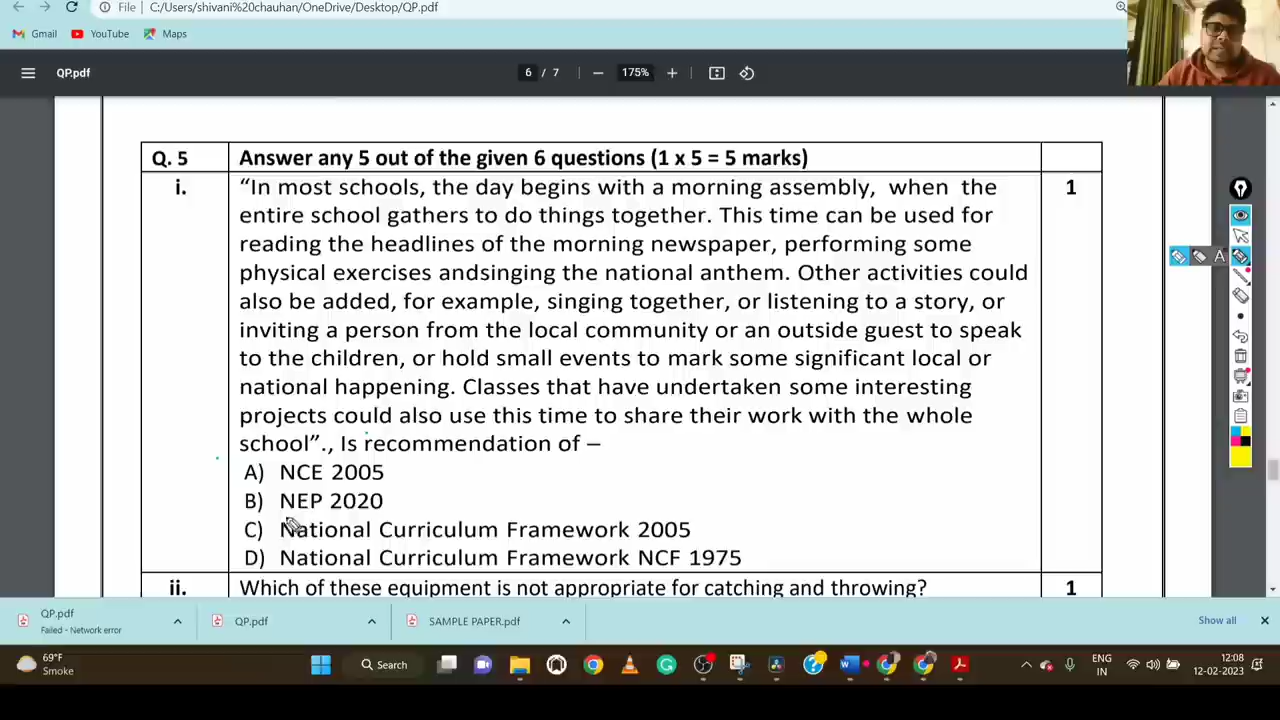 File
C:/Users/shivani%20chauhan/OneDrive/Desktop/QP.pdf
Gmail
YouTube
Maps
QP.pdf
6 / 7
175%
Q. 5
Answer any 5 out of the given 6 questions (1 x 5 = 5 marks)
i.
“In most schools, the day begins with a morning assembly, when the
entire school gathers to do things together. This time can be used for
reading the headlines of the morning newspaper, performing some
physical exercises andsinging the national anthem. Other activities could
also be added, for example, singing together, or listening to a story, or
inviting a person from the local community or an outside guest to speak
to the children, or hold small events to mark some significant local or
national happening. Classes that have undertaken some interesting
projects could also use this time to share their work with the whole
school”., Is recommendation of –
1
A) NCE 2005
B) NEP 2020
C) National Curriculum Framework 2005
D) National Curriculum Framework NCF 1975
ii.
Which of these equipment is not appropriate for catching and throwing?
1
A
QP.pdf
Failed - Network error
QP.pdf
SAMPLE PAPER.pdf
Show all
69°F
Smoke
Search
ENG
IN
12:08
12-02-2023